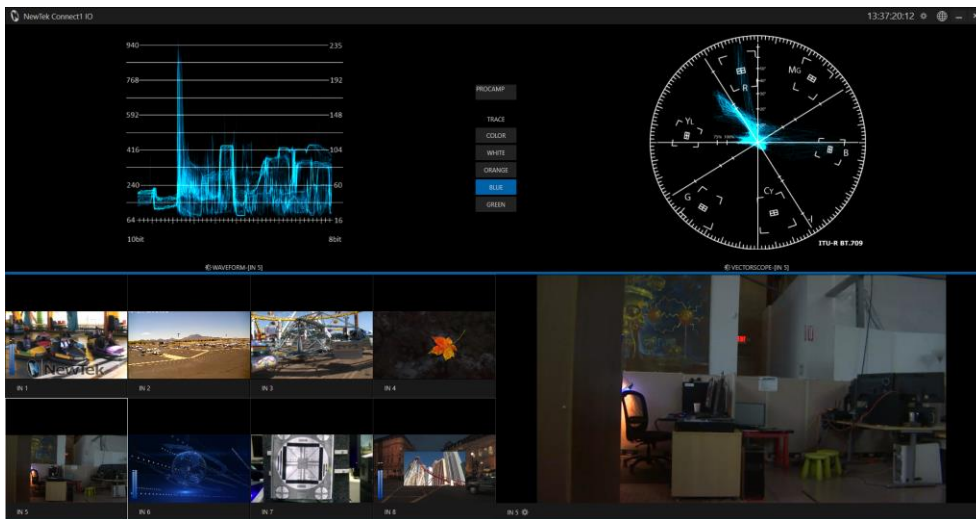 NewTek Connect1 IO
13:37:20:12
940
235
768
192
592
148
416
104
240
60
64
16
10bit
8bit
WAVEFORM-[IN 5]
PROCAMP
TRACE
COLOR
WHITE
ORANGE
BLUE
GREEN
R
MG
YL
75% 100%
B
G
CY
I
ITU-R BT.709
VECTORSCOPE-[IN 5]
NewTek
IN 1
IN 2
IN 3
IN 4
IN 5
IN 6
IN 7
IN 8
IN 5